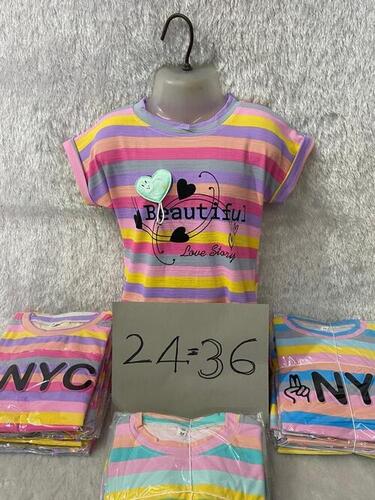 Beautiful
Love Story
24=36
NYC
NY